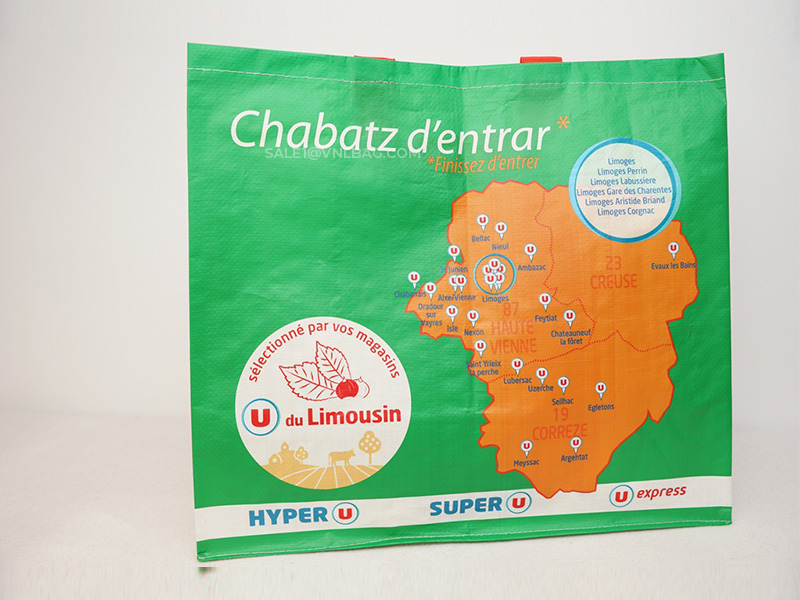 Chabatz d'entrar*
SALE1@VNLBAG.COM
*Finissez d'entrer
Limoges
Limoges Perrin
Limoges Labussiere
Limoges Gare des Charentes
Limoges Aristide Briand
Limoges Corgnac
U
Bellac
U
Nieul
U
Ambazac
U
Junien
U
Evaux les Bains
23
CREUSE
U
Chabanais
U
Oradour
sur
Vayres
U U
Aixe/Vienne
U
Limoges
U
Isle
U
Nexon
87
HAUTE
VIENNE
U
Feytiat
U
Chateauneuf
la fôret
U
Saint Yrieix
la perche
U
Lubersac
U
Uzerche
U
Seilhac
U
Egletons
19
CORREZE
U
Meyssac
U
Argentat
sélectionné par vos magasins
U du Limousin
HYPER U
SUPER U
U express